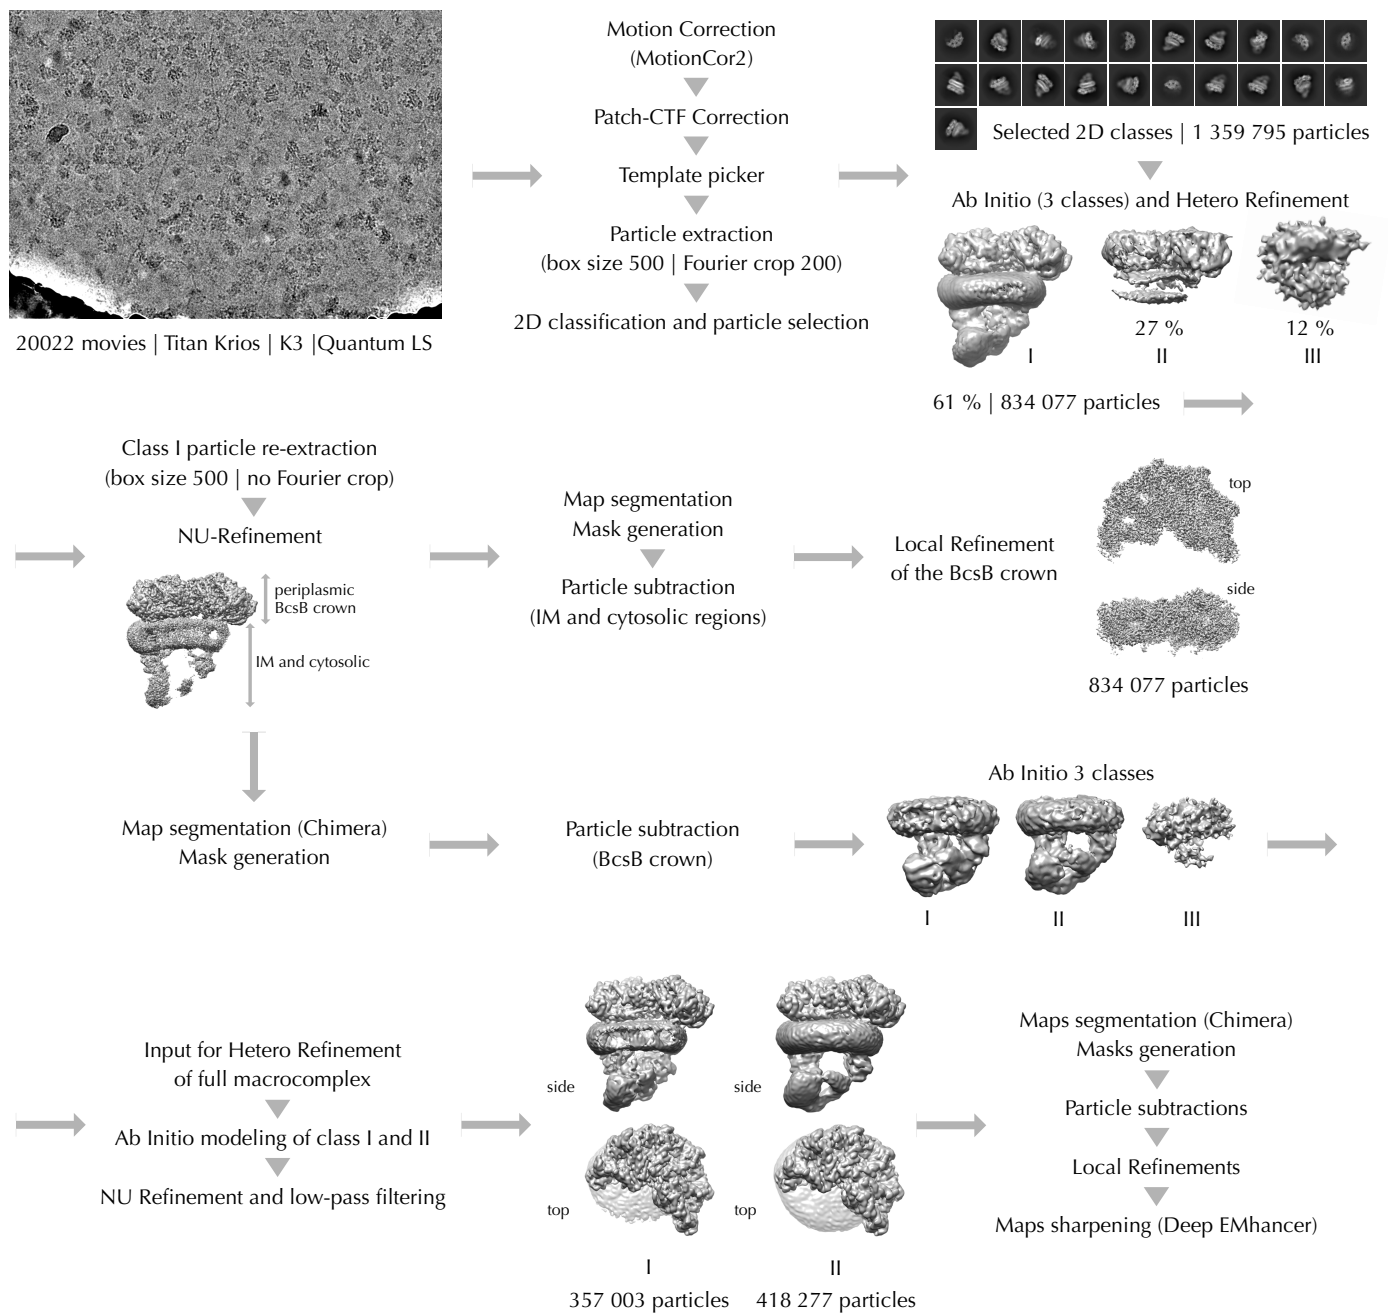 20022 movies | Titan Krios | K3 |Quantum LS
Motion Correction
(MotionCor2)
Patch-CTF Correction
Template picker
Particle extraction
(box size 500 | Fourier crop 200)
2D classification and particle selection
Selected 2D classes | 1 359 795 particles
Ab Initio (3 classes) and Hetero Refinement
27 %
12 %
I
II
III
61 % | 834 077 particles
Class I particle re-extraction
(box size 500 | no Fourier crop)
NU-Refinement
periplasmic
BcsB crown
IM and cytosolic
Map segmentation
Mask generation
Particle subtraction
(IM and cytosolic regions)
Local Refinement
of the BcsB crown
top
side
834 077 particles
Map segmentation (Chimera)
Mask generation
Particle subtraction
(BcsB crown)
Ab Initio 3 classes
I
II
III
Input for Hetero Refinement
of full macrocomplex
Ab Initio modeling of class I and II
NU Refinement and low-pass filtering
side
side
top
top
I
II
357 003 particles
418 277 particles
Maps segmentation (Chimera)
Masks generation
Particle subtractions
Local Refinements
Maps sharpening (Deep EMhancer)